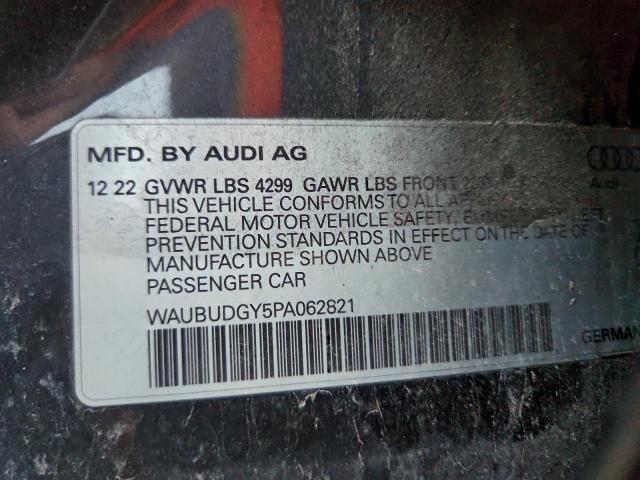 MFD. BY AUDI AG
12 22 GVWR LBS 4299 GAWR LBS FRONT
THIS VEHICLE CONFORMS TO ALL
FEDERAL MOTOR VEHICLE SAFETY,
PREVENTION STANDARDS IN EFFECT ON THE DATE OF
MANUFACTURE SHOWN ABOVE
PASSENGER CAR
WAUBUDGY5PA062821
Audi
GERMAN